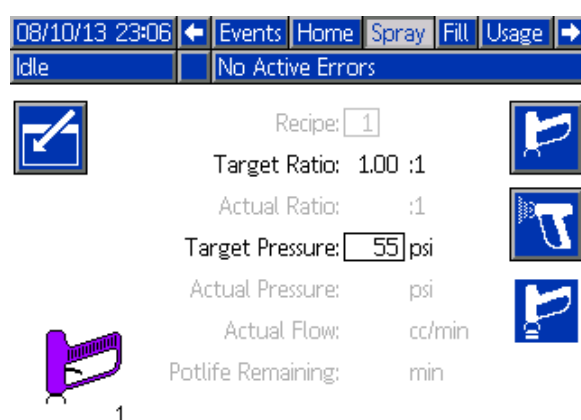 08/10/13 23:06 Events Home Spray Fill Usage
Idle No Active Errors
Recipe: 1
Target Ratio: 1.00 :1
Actual Ratio: :1
Target Pressure: 55 psi
Actual Pressure: psi
Actual Flow: cc/min
Potlife Remaining: min
1